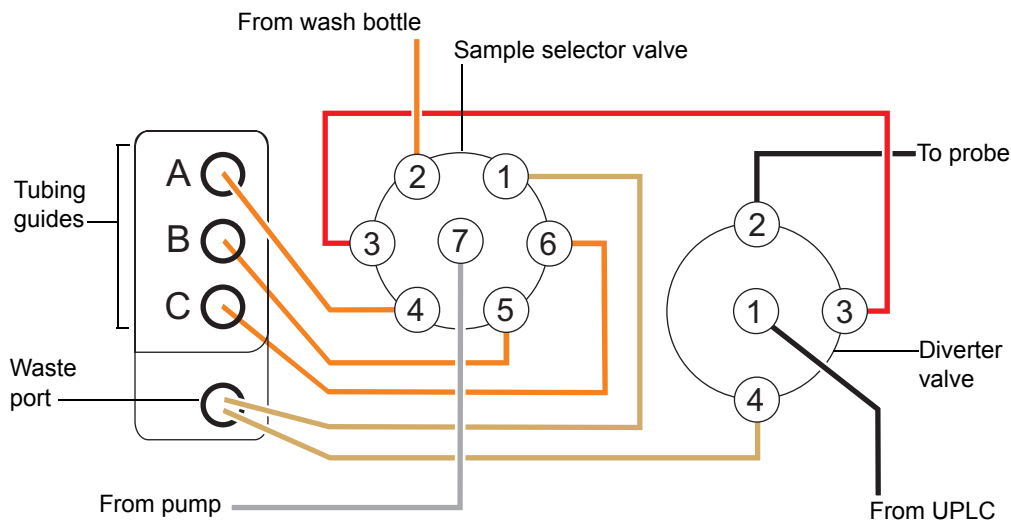 From wash bottle
Sample selector valve
Tubing
guides
A
B
C
2
1
3
7
6
4
5
To probe
2
1
3
4
Diverter
valve
Waste
port
From pump
From UPLC